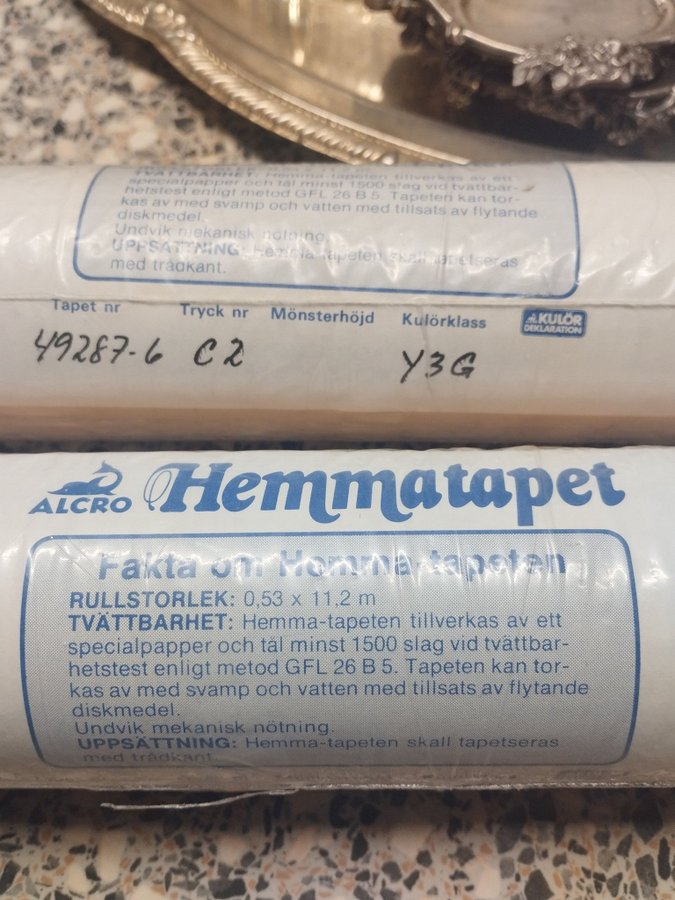 TVÄTTBARHET: Hemma-tapeten tillverkas av ett
specialpapper och tål minst 1500 slag vid tvättbar-
hetstest enligt metod GFL 26 B 5. Tapeten kan tor-
kas av med svamp och vatten med tillsats av flytande
diskmedel.
Undvik mekanisk nötning.
UPPSÄTTNING: Hemma-tapeten skall tapetseras
med trådkant.
Tapet nr Tryck nr Mönsterhöjd Kulörklass KULÖR
DEKLARATION
49287-6 C2 Y3G
ALCRO Hemmatapet
Fakta om Hemma-tapeten
RULLSTORLEK: 0,53 x 11,2 m
TVÄTTBARHET: Hemma-tapeten tillverkas av ett
specialpapper och tål minst 1500 slag vid tvättbar-
hetstest enligt metod GFL 26 B 5. Tapeten kan tor-
kas av med svamp och vatten med tillsats av flytande
diskmedel.
Undvik mekanisk nötning.
UPPSÄTTNING: Hemma-tapeten skall tapetseras
med trådkant.